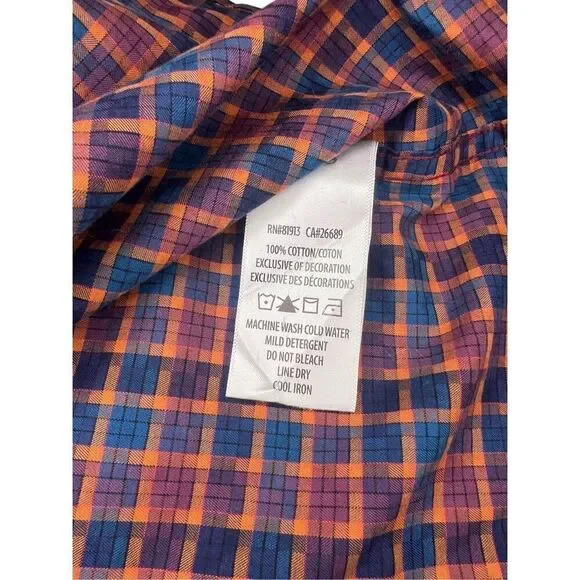 RN#81913 CA#26689
100% COTTON/COTON
EXCLUSIVE OF DECORATION
EXCLUSIVE DES DÉCORATIONS
MACHINE WASH COLD WATER
MILD DETERGENT
DO NOT BLEACH
LINE DRY
COOL IRON